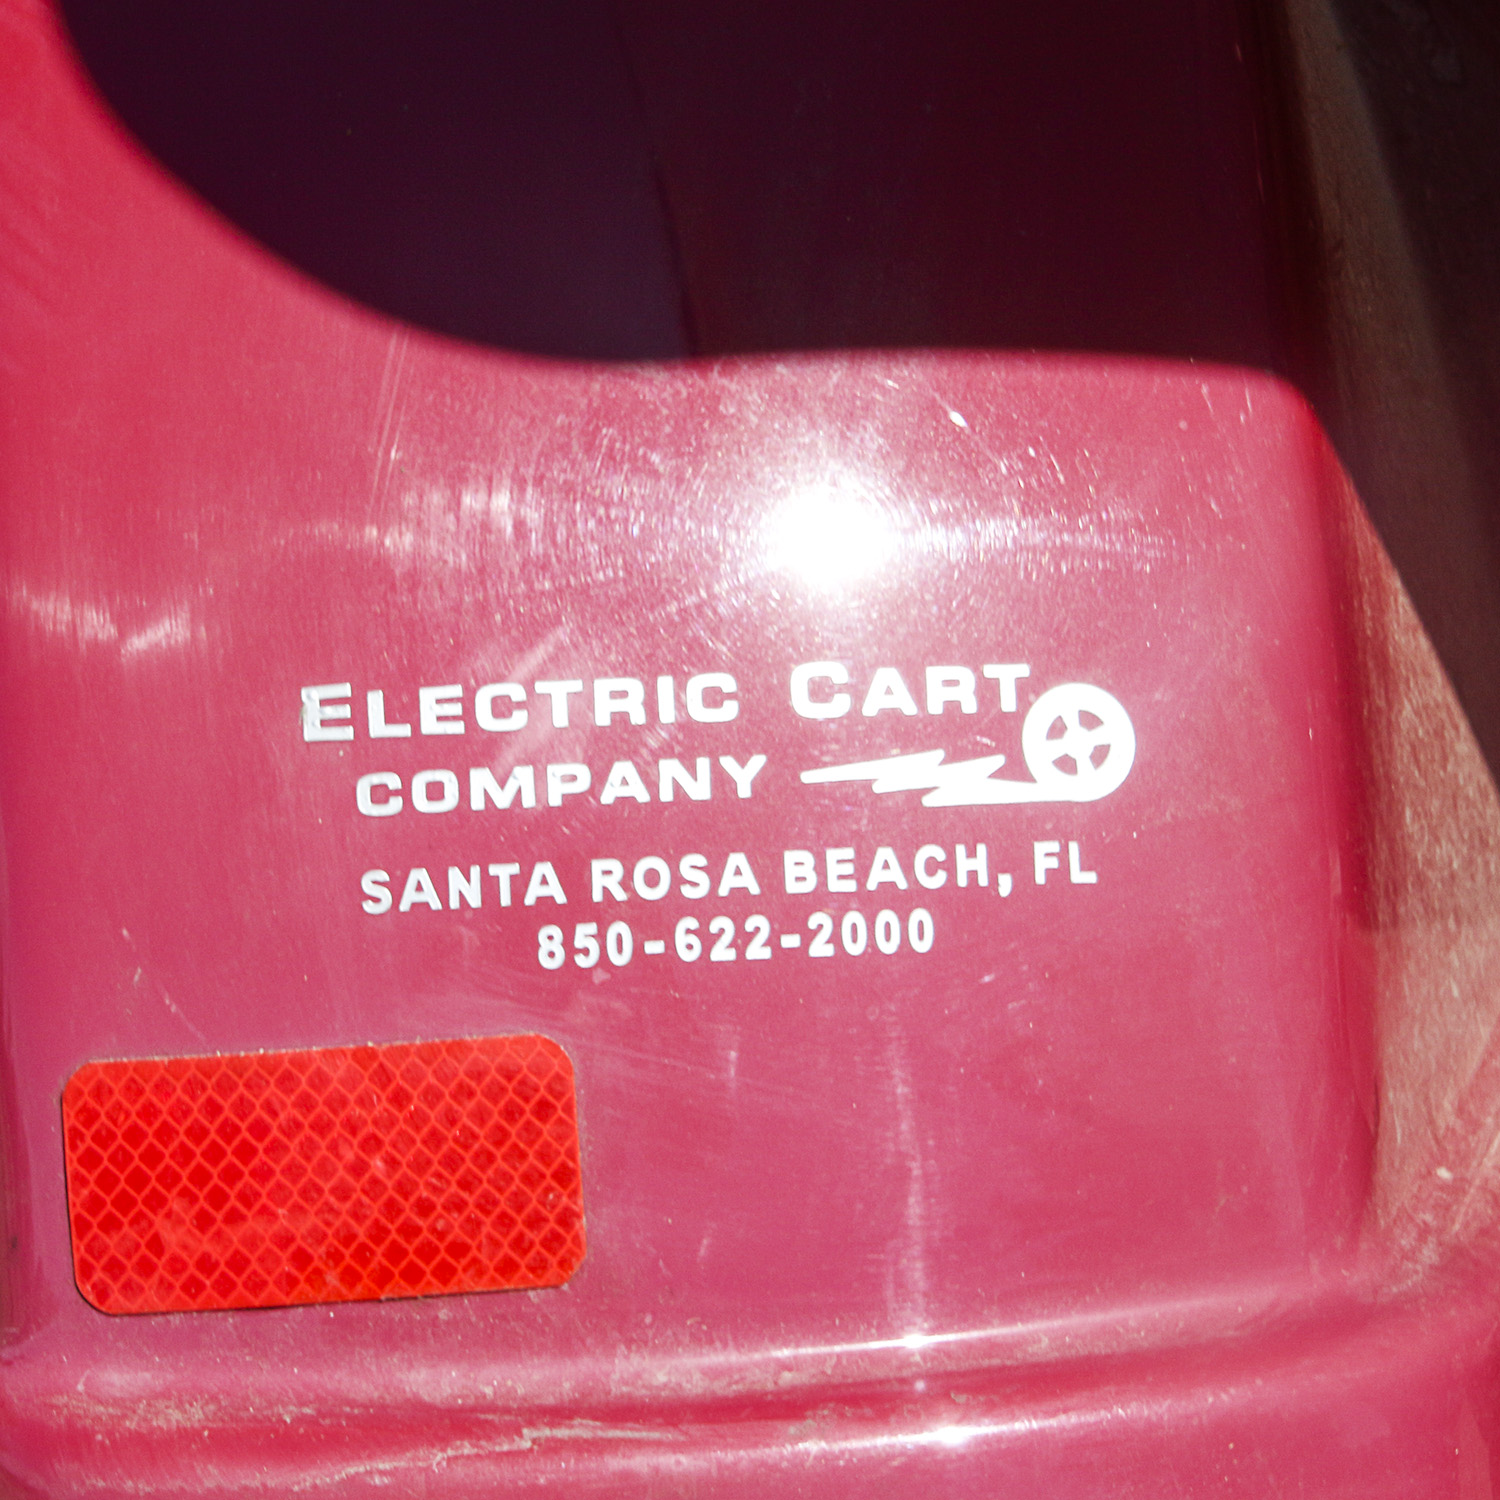 ELECTRIC CART
COMPANY
SANTA ROSA BEACH, FL
850-622-2000